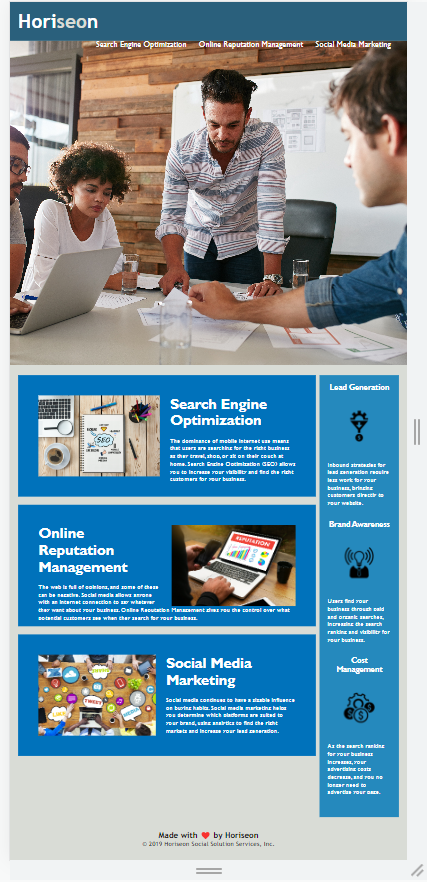 Horiseon
Search Engine Optimization Online Reputation Management Social Media Marketing
Search Engine
Optimization
The dominance of mobile internet use means
that users are searching for the right business
as they travel, shop, or sit on their couch at
home. Search Engine Optimization (SEO) allows
you to increase your visibility and find the right
customers for your business.
SEO
Online
Reputation
Management
The web is full of opinions, and some of these
can be negative. Social media allows anyone
with an internet connection to say whatever
they want about your business. Online Reputation Management gives you the control over what
potential customers see when they search for your business.
REPUTATION
Social Media
Marketing
Social media continues to have a sizable influence
on buying habits. Social media marketing helps
you determine which platforms are suited to
your brand, using analytics to find the right
markets and increase your lead generation.
TWEET
Lead Generation
Inbound strategies for
lead generation require
less work for your
business, bringing
customers directly to
your website.
Brand Awareness
Users find your
business through paid
and organic searches,
increasing the search
ranking and visibility for
your business.
Cost
Management
As the search ranking
for your business
increases, your
advertising costs
decrease, and you no
longer need to
advertise your page.
Made with ❤️ by Horiseon
© 2019 Horiseon Social Solution Services, Inc.